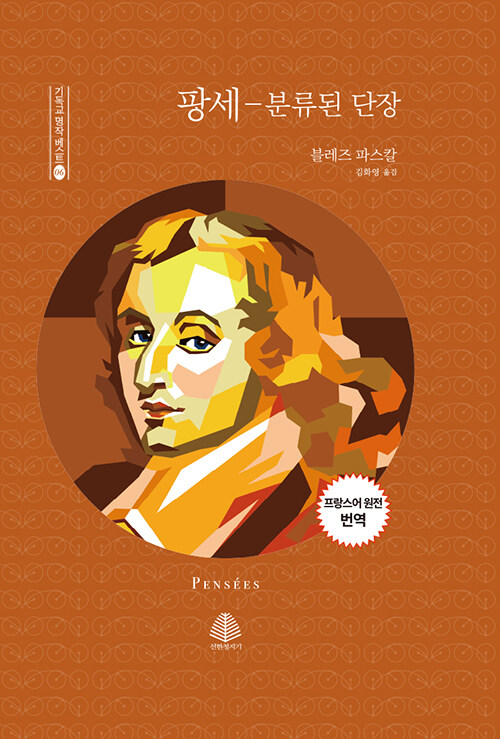 기독교 명작 베스트 06
팡세 – 분류된 단장
블레즈 파스칼
김화영 옮김
프랑스어 원전
번역
PENSÉES
선한청지기